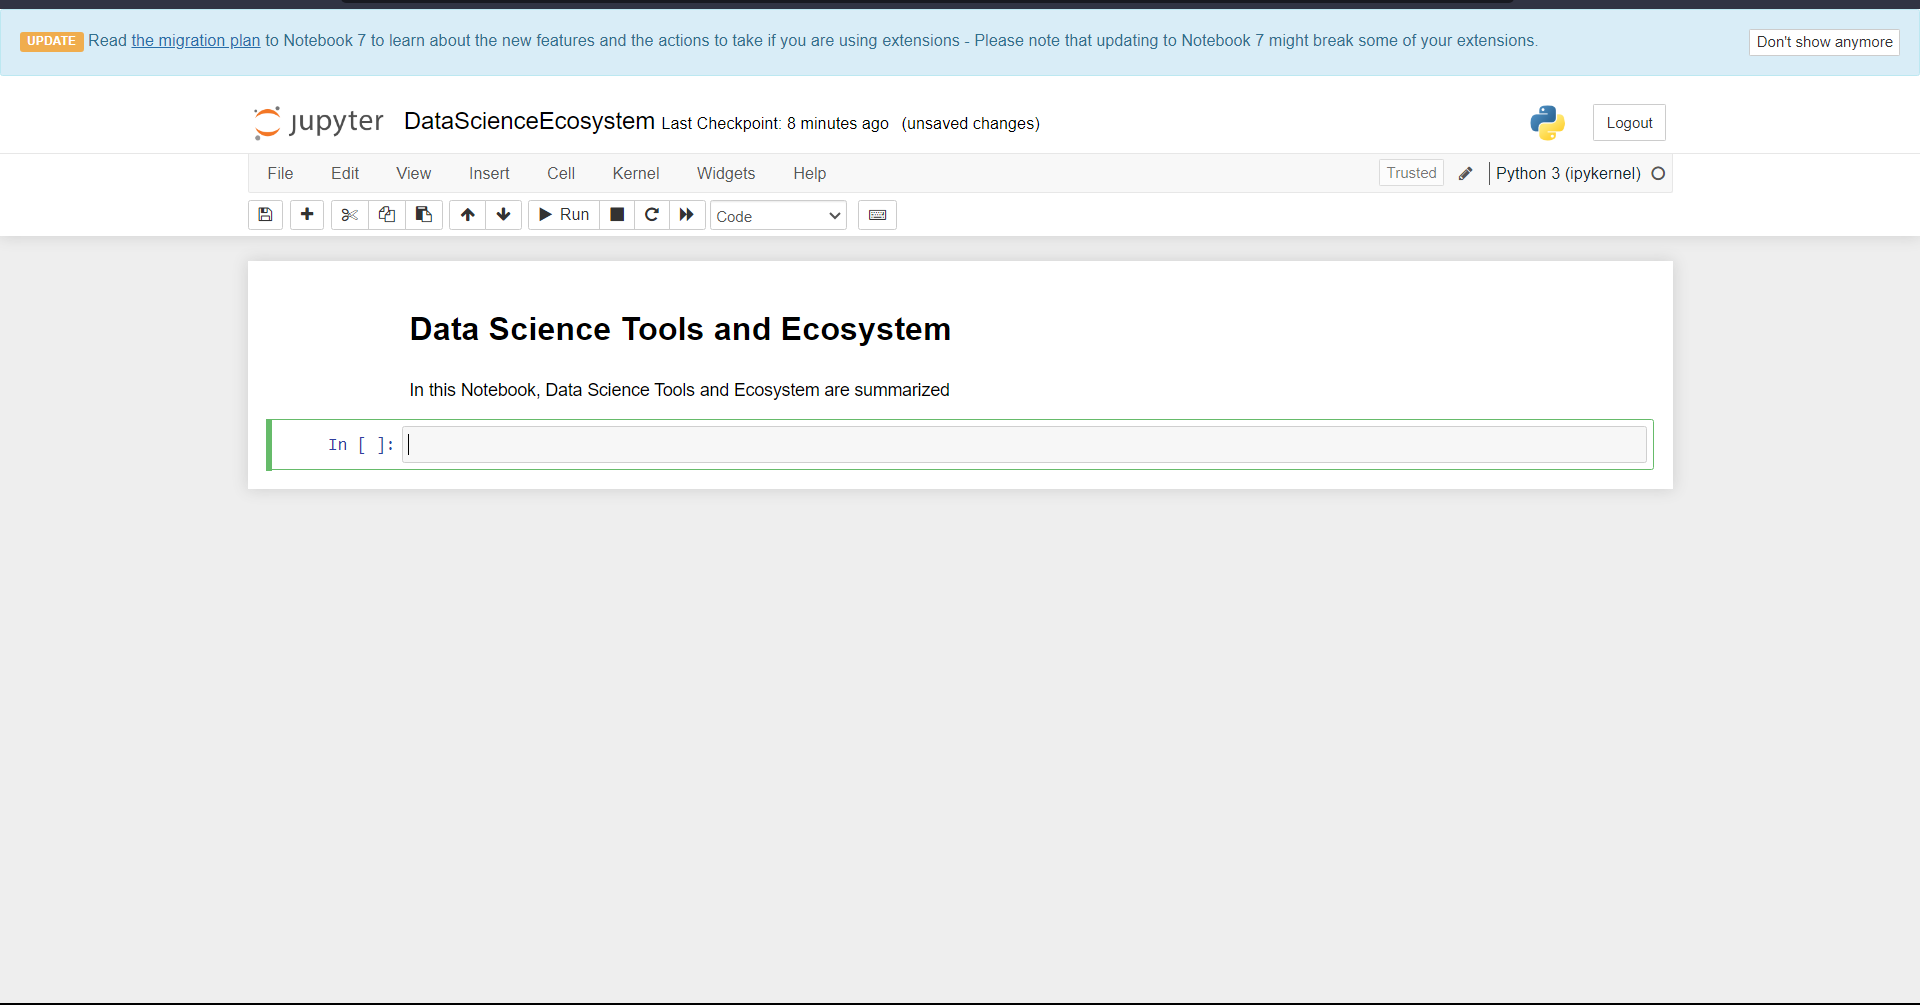 UPDATE Read the migration plan to Notebook 7 to learn about the new features and the actions to take if you are using extensions - Please note that updating to Notebook 7 might break some of your extensions.
Don't show anymore
jupyter DataScienceEcosystem Last Checkpoint: 8 minutes ago (unsaved changes)
Logout
File Edit View Insert Cell Kernel Widgets Help
Trusted Python 3 (ipykernel)
Run Code
Data Science Tools and Ecosystem
In this Notebook, Data Science Tools and Ecosystem are summarized
In [ ]: